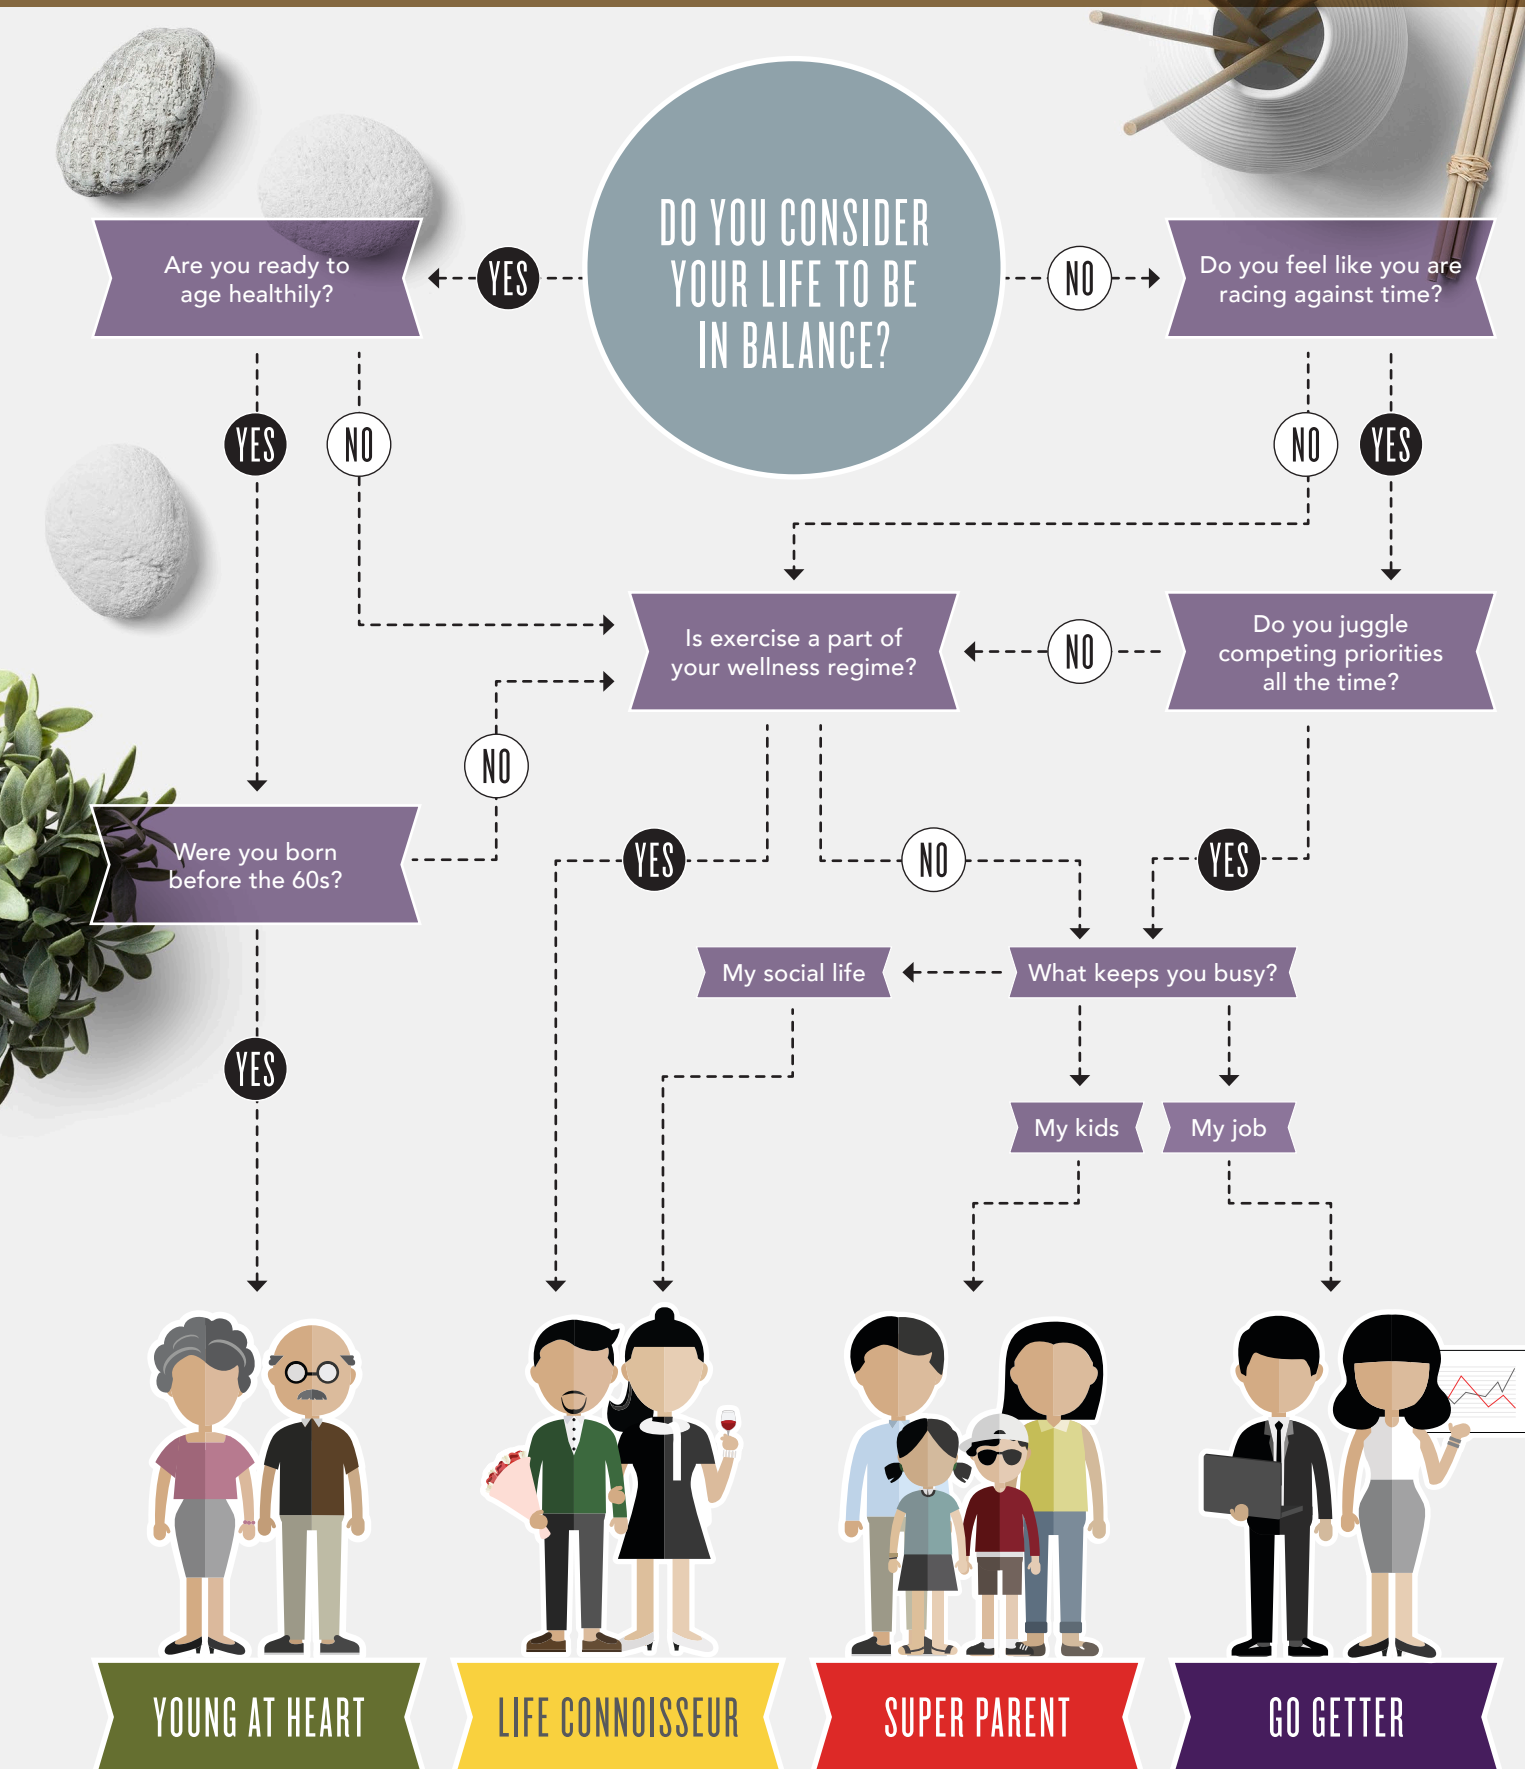 DO YOU CONSIDER
YOUR LIFE TO BE
IN BALANCE?
YES
NO
Are you ready to
age healthily?
Do you feel like you are
racing against time?
YES
NO
NO
YES
Is exercise a part of
your wellness regime?
NO
Do you juggle
competing priorities
all the time?
NO
Were you born
before the 60s?
YES
NO
YES
My social life
What keeps you busy?
YES
My kids
My job
YOUNG AT HEART
LIFE CONNOISSEUR
SUPER PARENT
GO GETTER